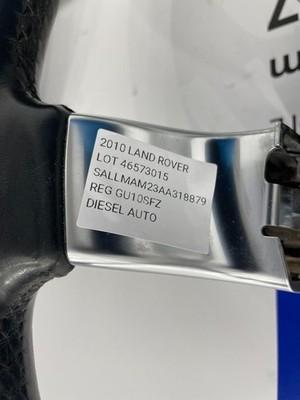 2010 LAND ROVER
LOT 46573015
SALLMAM23AA318879
REG GU10SFZ
DIESEL AUTO